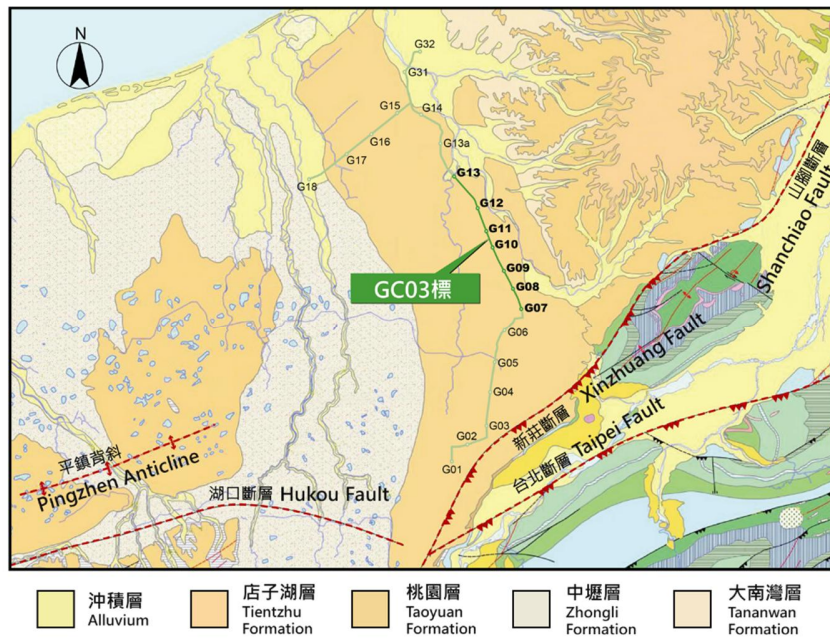 N
G32
G31
G15
G14
G16
G13a
G17
G18
G13
G12
G11
G10
GC03標
G09
G08
G07
G06
G05
G04
G03
G02
G01
山腳斷層
Shanchiao Fault
新莊斷層
Xinzhuang Fault
台北斷層 Taipei Fault
平鎮背斜
Pingzhen Anticline
湖口斷層 Hukou Fault
沖積層
Alluvium
店子湖層
Tientzhu
Formation
桃園層
Taoyuan
Formation
中壢層
Zhongli
Formation
大南灣層
Tananwan
Formation